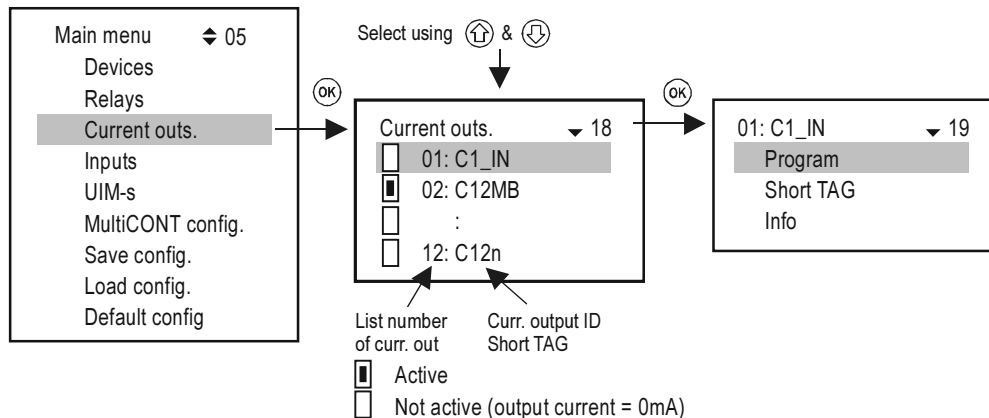 Main menu 05
Devices
Relays
Current outs.
Inputs
UIM-s
MultiCONT config.
Save config.
Load config.
Default config
OK
Select using & 
Current outs. 18
01: C1_IN
02: C12MB
:
12: C12n
List number
of curr. out
Curr. output ID
Short TAG
Active
Not active (output current = 0mA)
OK
01: C1_IN 19
Program
Short TAG
Info